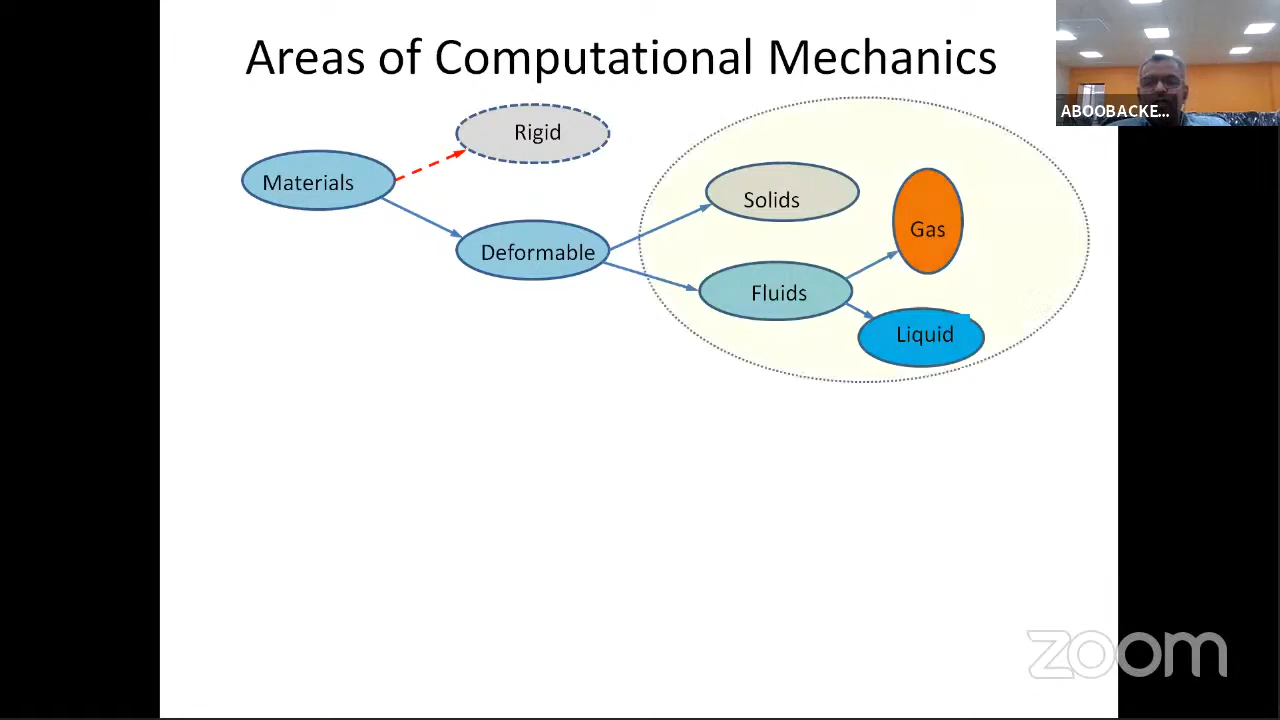 Areas of Computational Mechanics
ABOOBACKE...
Rigid
Materials
Solids
Gas
Deformable
Fluids
Liquid
zoom